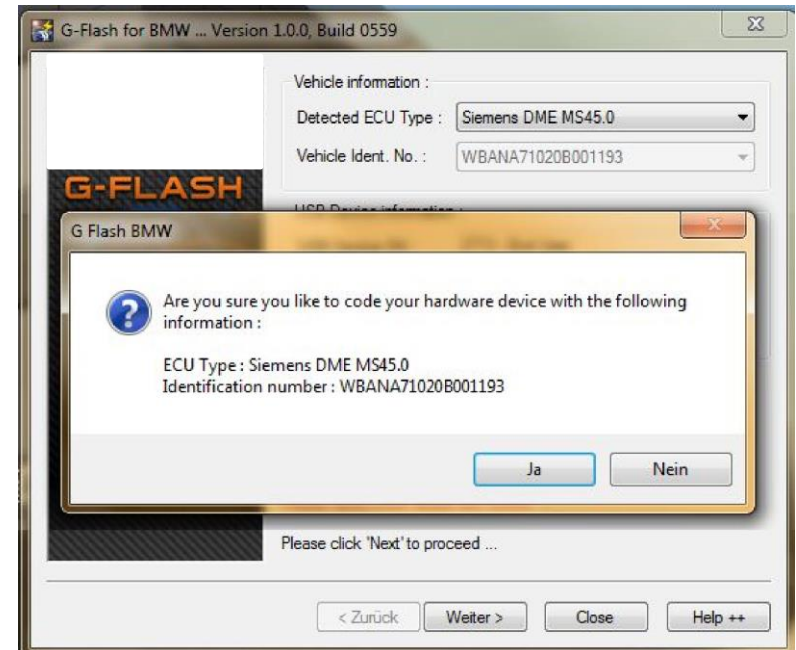 G-Flash for BMW ... Version 1.0.0, Build 0559
Vehicle information :
Detected ECU Type :
Siemens DME MS45.0
Vehicle Ident. No. :
WBANA71020B001193
G-FLASH
USB Device information :
G Flash BMW
Are you sure you like to code your hardware device with the following
information :
ECU Type : Siemens DME MS45.0
Identification number : WBANA71020B001193
Ja
Nein
Please click 'Next' to proceed ...
< Zurück
Weiter >
Close
Help ++